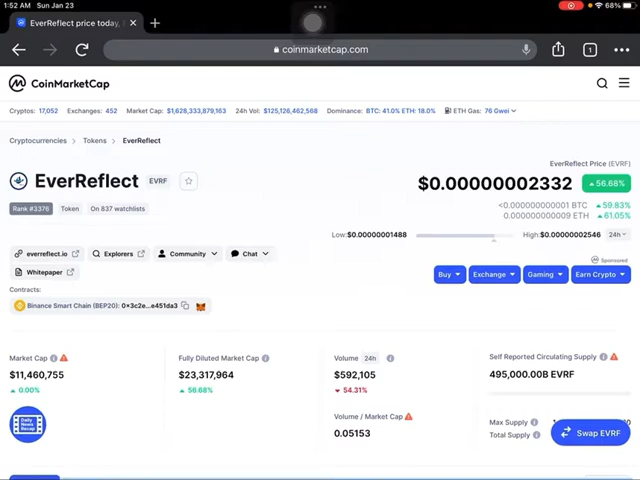 1:52 AM Sun Jan 23
68%
EverReflect price today,
coinmarketcap.com
1
CoinMarketCap
Cryptos: 17,052 Exchanges: 452 Market Cap: $1,628,333,879,163 24h Vol: $125,126,462,568 Dominance: BTC: 41.0% ETH: 18.0% ETH Gas: 76 Gwei
Cryptocurrencies > Tokens > EverReflect
EverReflect EVRF
Rank #3376 Token On 837 watchlists
EverReflect Price (EVRF)
$0.00000002332 56.68%
<0.000000000001 BTC 59.83%
0.000000000009 ETH 61.05%
Low:$0.00000001488 High:$0.00000002546 24h
everreflect.io Explorers Community Chat
Whitepaper
Sponsored
Buy Exchange Gaming Earn Crypto
Contracts:
Binance Smart Chain (BEP20): 0x3c2e...e451da3
Market Cap
$11,460,755
0.00%
Fully Diluted Market Cap
$23,317,964
56.68%
Volume 24h
$592,105
54.31%
Volume / Market Cap
0.05153
Self Reported Circulating Supply
495,000.00B EVRF
Max Supply
Total Supply
Swap EVRF
Daily
News
Recap